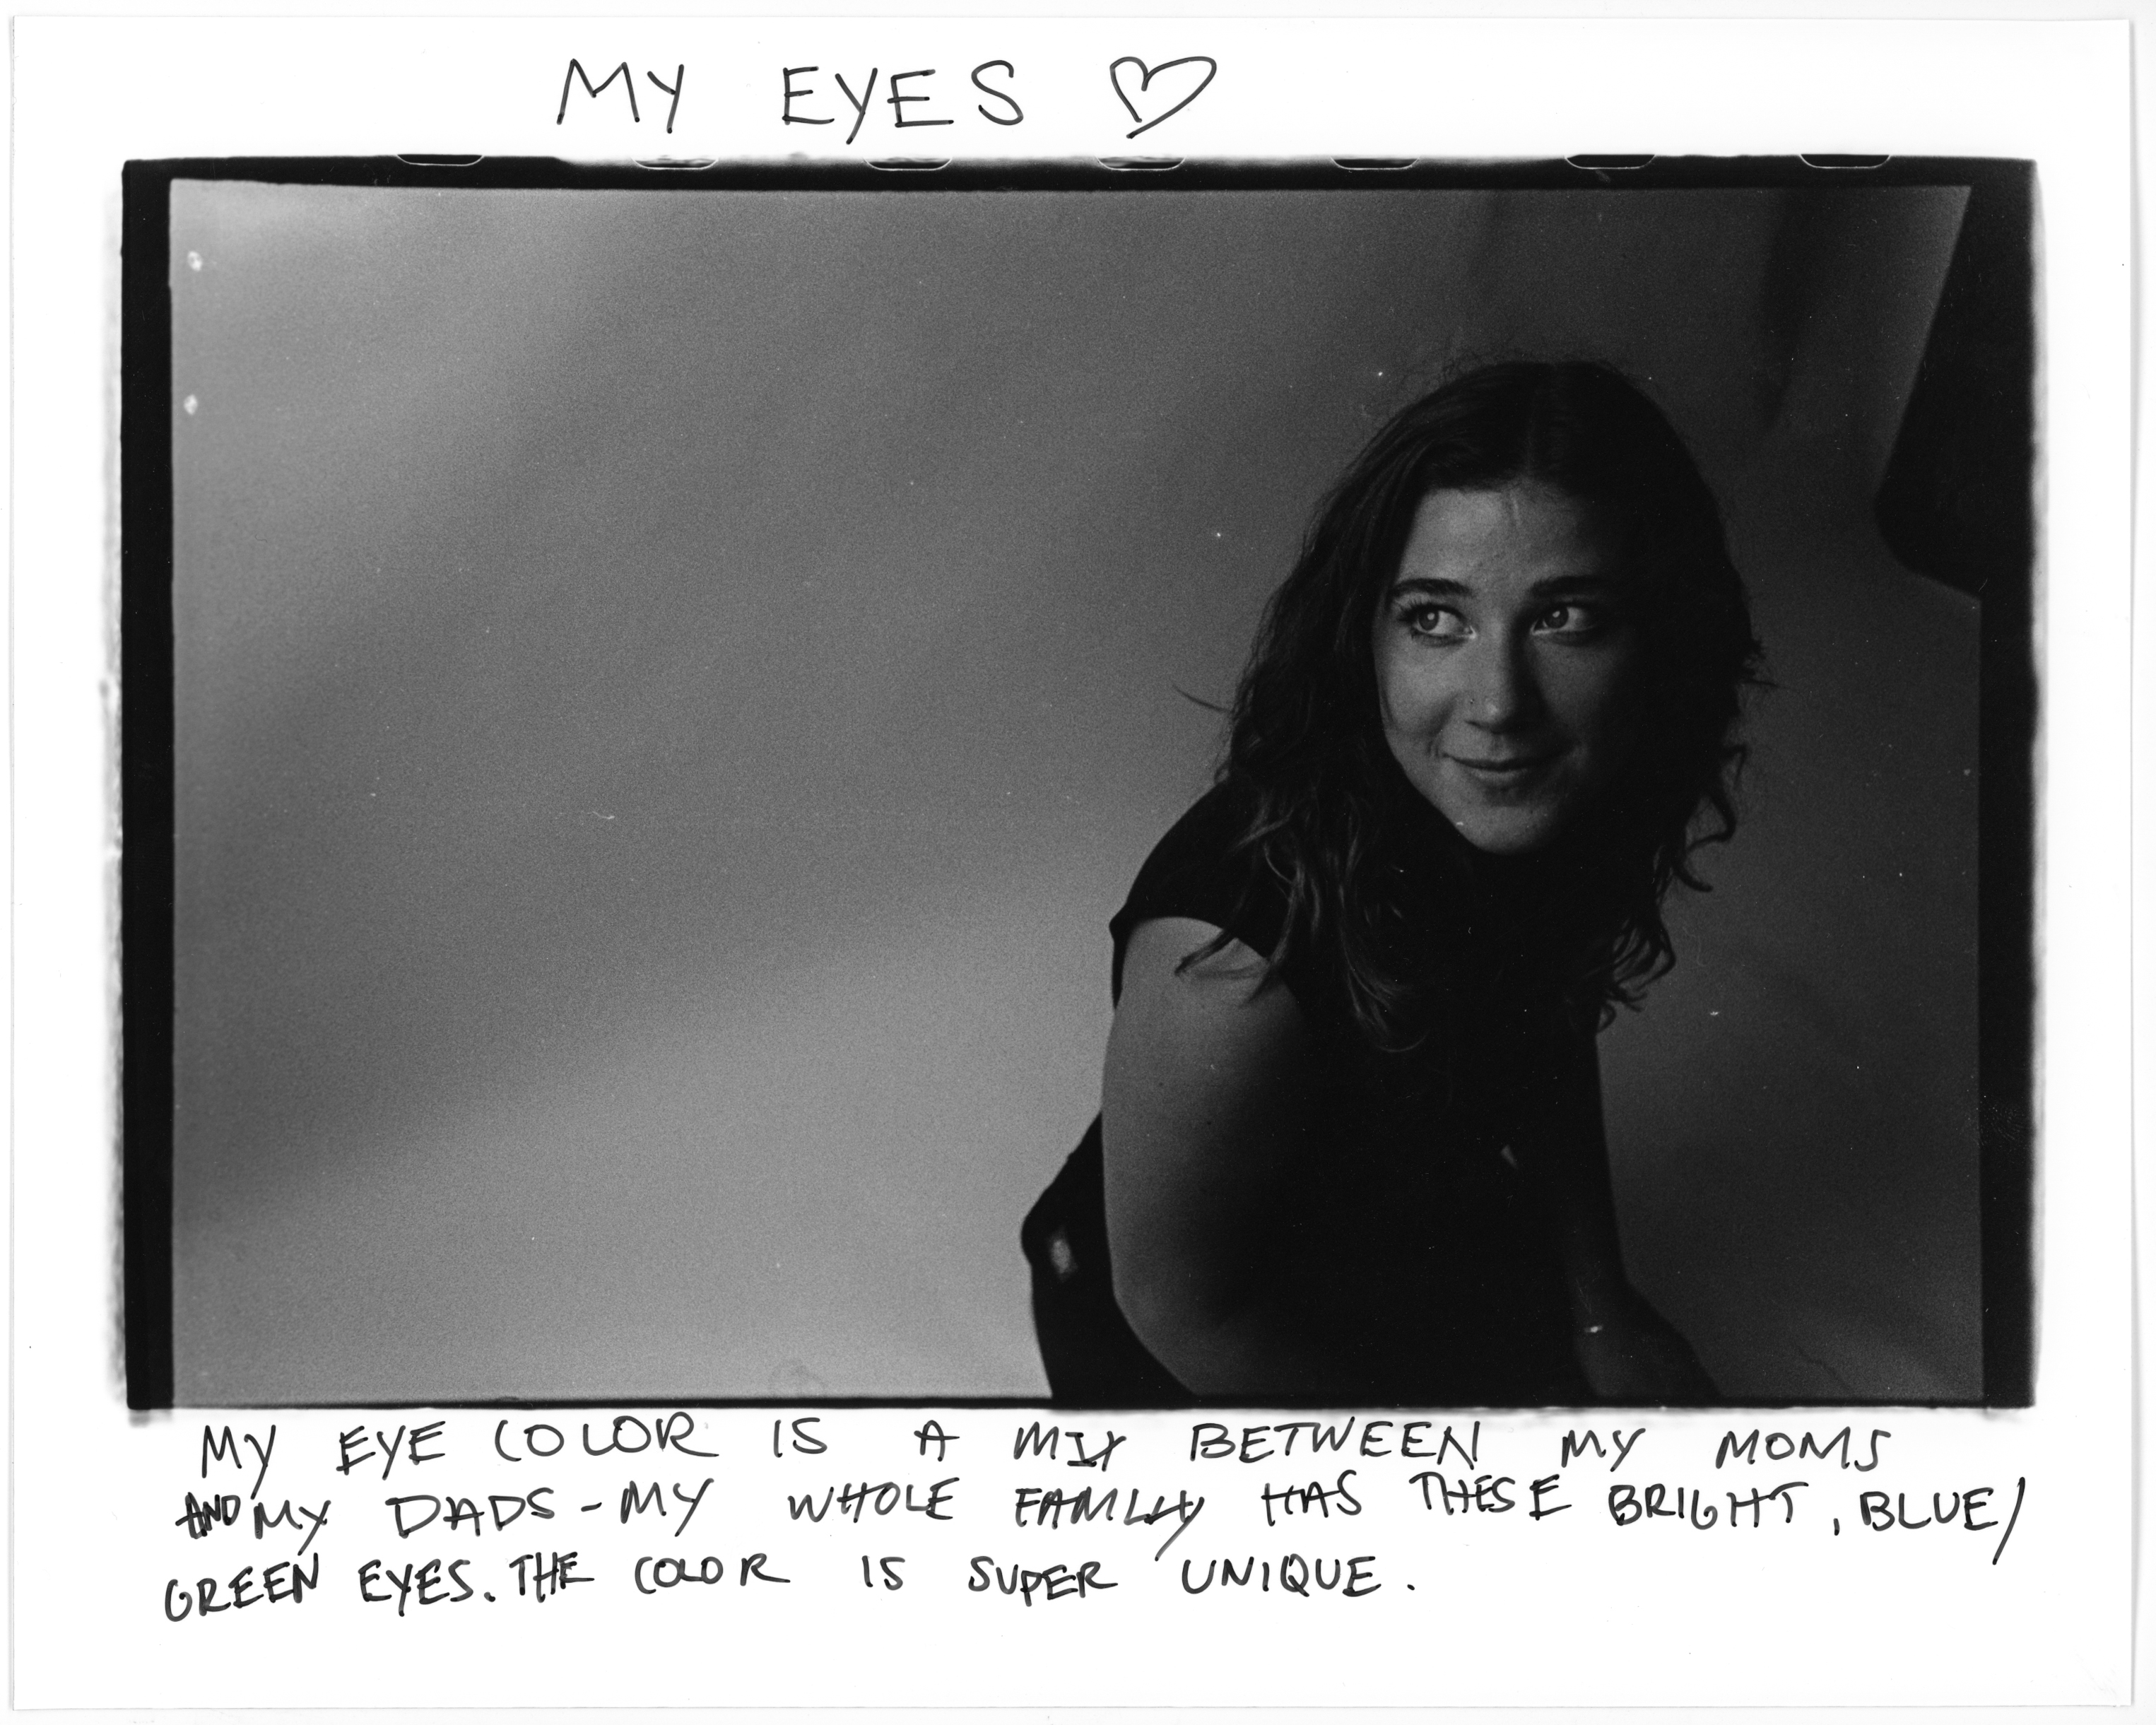 MY EYES ♡
MY EYE COLOR IS A MIX BETWEEN MY MOMS
AND MY DADS - MY WHOLE FAMILY HAS THESE BRIGHT, BLUE/
GREEN EYES. THE COLOR IS SUPER UNIQUE.